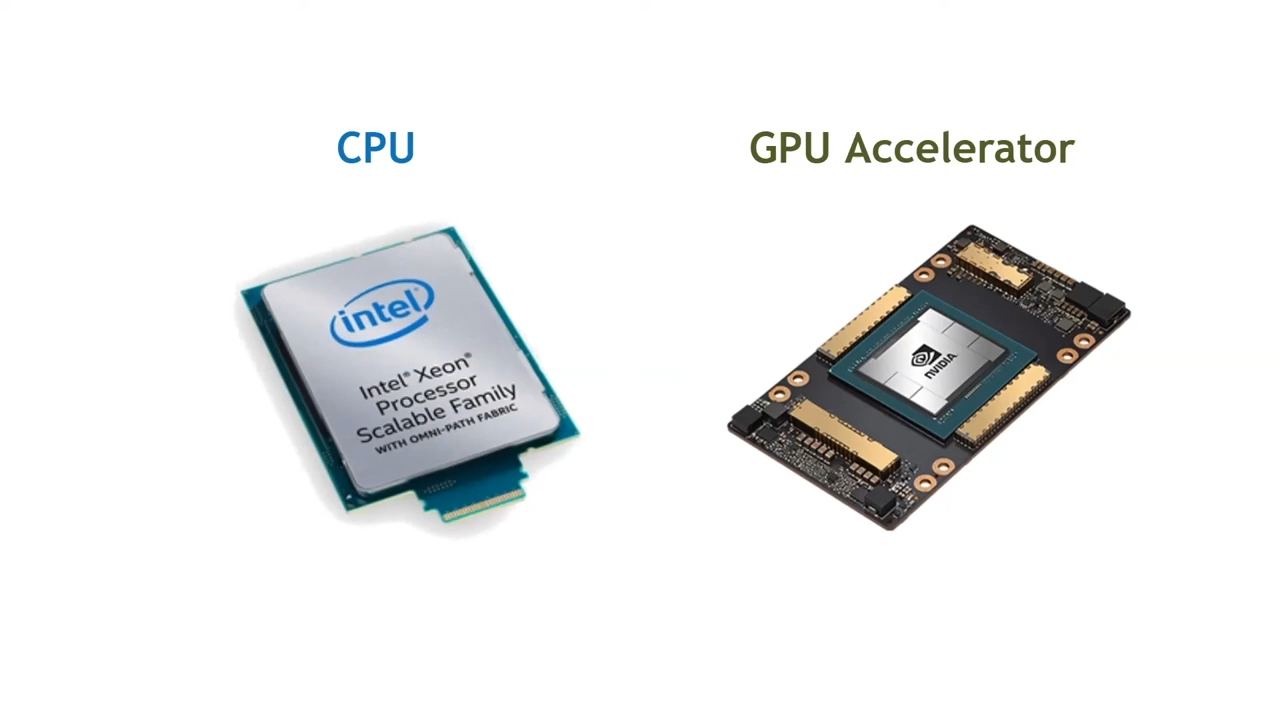 CPU
GPU Accelerator
intel®
Intel® Xeon®
Processor
Scalable Family
WITH OMNI-PATH FABRIC
NVIDIA